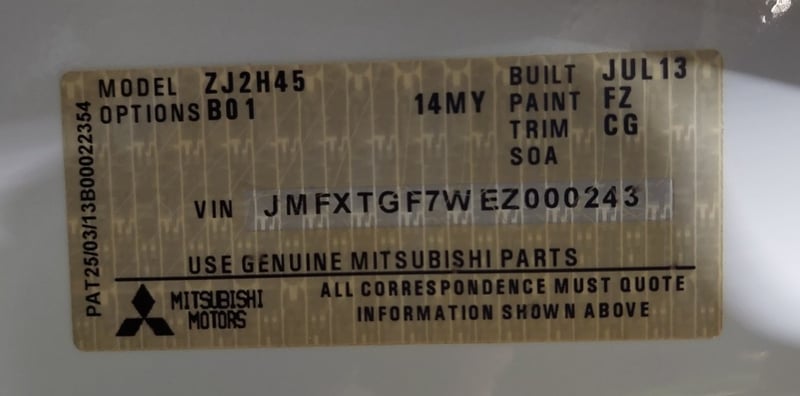 MODEL ZJ2H45 BUILT JUL13
OPTIONS B01 14MY PAINT FZ
TRIM CG
SOA
VIN JMFXTGF7WEZ000243
USE GENUINE MITSUBISHI PARTS
MITSUBISHI MOTORS
ALL CORRESPONDENCE MUST QUOTE
INFORMATION SHOWN ABOVE
PAT25/03/13B00022354